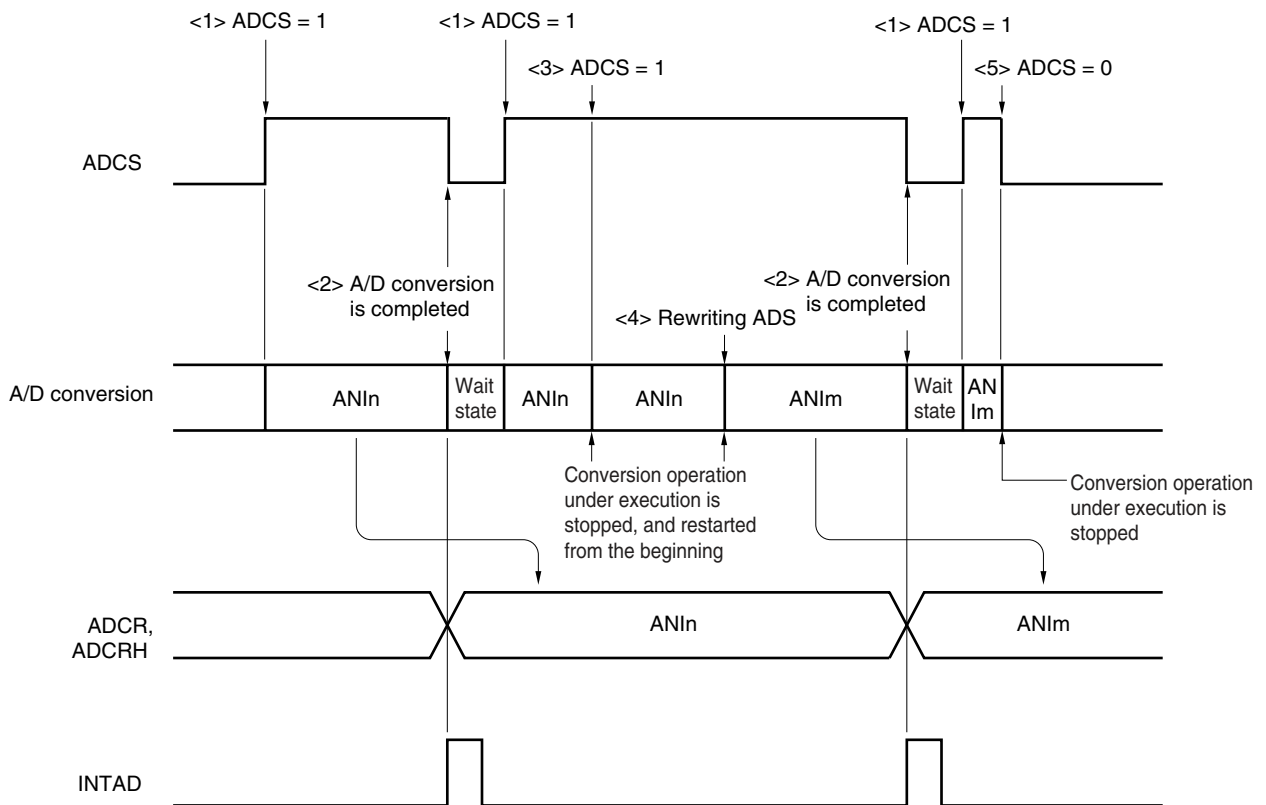 <1> ADCS = 1
<1> ADCS = 1
<1> ADCS = 1
<3> ADCS = 1
<5> ADCS = 0
ADCS
<2> A/D conversion
is completed
<2> A/D conversion
is completed
<4> Rewriting ADS
A/D conversion
ANIn
Wait
state
ANIn
ANIn
ANIm
Wait
state
AN
Im
Conversion operation
under execution is
stopped, and restarted
from the beginning
Conversion operation
under execution is
stopped
ADCR,
ADCRH
ANIn
ANIm
INTAD